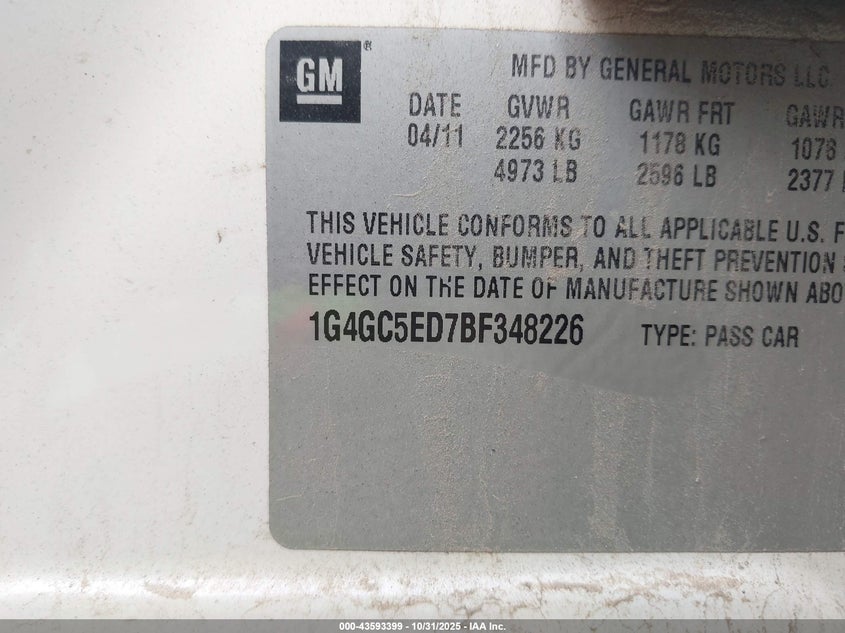 GM®
MFD BY GENERAL MOTORS LLC
DATE GVWR GAWR FRT GAWR
04/11 2256 KG 1178 KG 1078
4973 LB 2596 LB 2377
THIS VEHICLE CONFORMS TO ALL APPLICABLE U.S. F
VEHICLE SAFETY, BUMPER, AND THEFT PREVENTION
EFFECT ON THE DATE OF MANUFACTURE SHOWN ABO
1G4GC5ED7BF348226 TYPE: PASS CAR
000-43593399 - 10/31/2025 - IAA Inc.